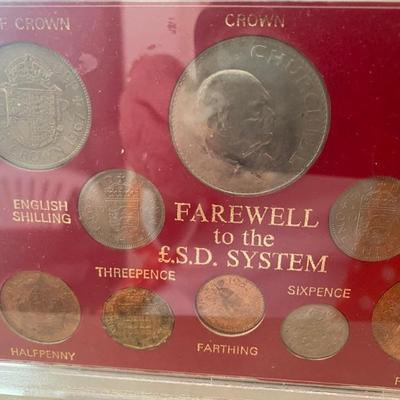 F CROWN
CROWN
CHURCHILL
ENGLISH
SHILLING
FAREWELL
to the
£.S.D. SYSTEM
THREEPENCE
SIXPENCE
HALFPENNY
FARTHING